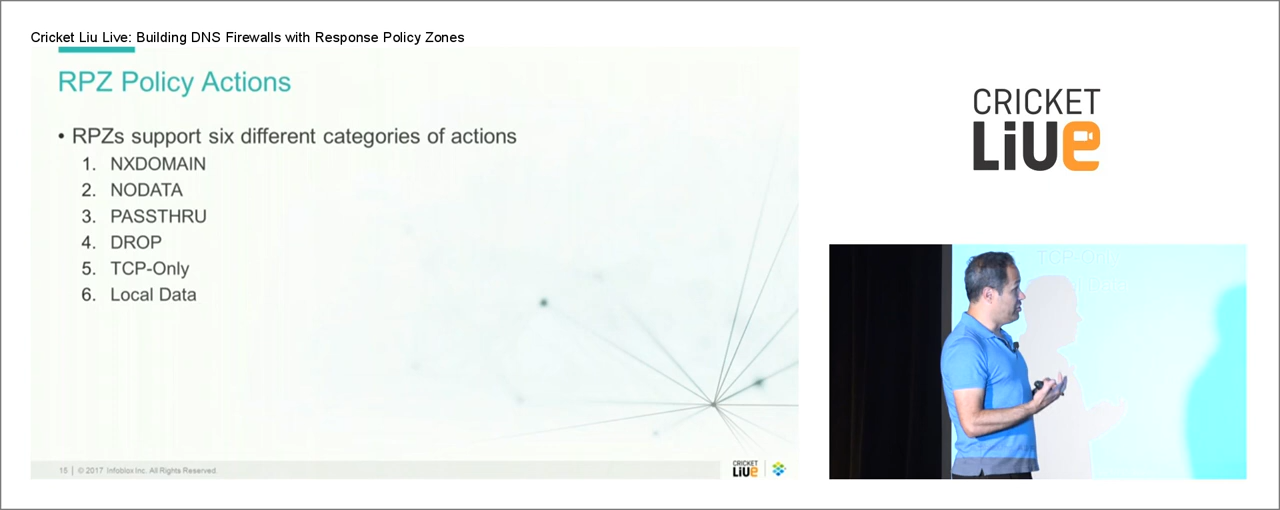 Cricket Liu Live: Building DNS Firewalls with Response Policy Zones
RPZ Policy Actions
• RPZs support six different categories of actions
1. NXDOMAIN
2. NODATA
3. PASSTHRU
4. DROP
5. TCP-Only
6. Local Data
15 | © 2017 Infoblox Inc. All Rights Reserved.
CRICKET
LiUe
CRICKET
LiUe
TCP-Only